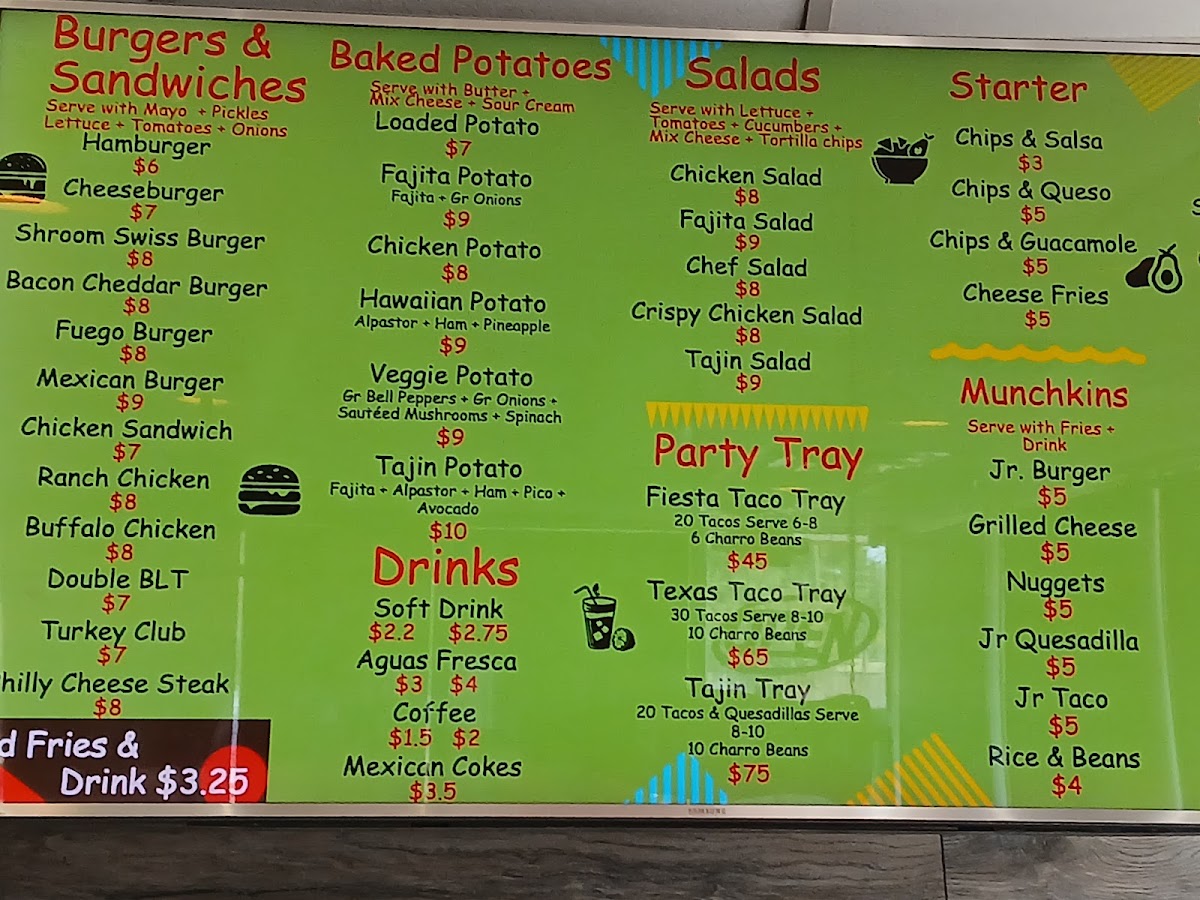 Burgers &
Sandwiches
Serve with Mayo + Pickles
Lettuce + Tomatoes + Onions
Hamburger
$6
Cheeseburger
$7
Shroom Swiss Burger
$8
Bacon Cheddar Burger
$8
Fuego Burger
$8
Mexican Burger
$9
Chicken Sandwich
$7
Ranch Chicken
$8
Buffalo Chicken
$8
Double BLT
$7
Turkey Club
$7
hilly Cheese Steak
$8
d Fries &
Drink $3.25
Baked Potatoes
Serve with Butter +
Mix Cheese + Sour Cream
Loaded Potato
$7
Fajita Potato
Fajita + Gr Onions
$9
Chicken Potato
$8
Hawaiian Potato
Alpastor + Ham + Pineapple
$9
Veggie Potato
Gr Bell Peppers + Gr Onions +
Sautéed Mushrooms + Spinach
$9
Tajin Potato
Fajita + Alpastor + Ham + Pico +
Avocado
$10
Drinks
Soft Drink
$2.2 $2.75
Aguas Fresca
$3 $4
Coffee
$1.5 $2
Mexican Cokes
$3.5
Salads
Serve with Lettuce +
Tomatoes + Cucumbers +
Mix Cheese + Tortilla chips
Chicken Salad
$8
Fajita Salad
$9
Chef Salad
$8
Crispy Chicken Salad
$8
Tajin Salad
$9
Party Tray
Fiesta Taco Tray
20 Tacos Serve 6-8
6 Charro Beans
$45
Texas Taco Tray
30 Tacos Serve 8-10
10 Charro Beans
$65
Tajin Tray
20 Tacos & Quesadillas Serve
8-10
10 Charro Beans
$75
Starter
Chips & Salsa
$3
Chips & Queso
$5
Chips & Guacamole
$5
Cheese Fries
$5
Munchkins
Serve with Fries +
Drink
Jr. Burger
$5
Grilled Cheese
$5
Nuggets
$5
Jr Quesadilla
$5
Jr Taco
$5
Rice & Beans
$4
SAMSUNG